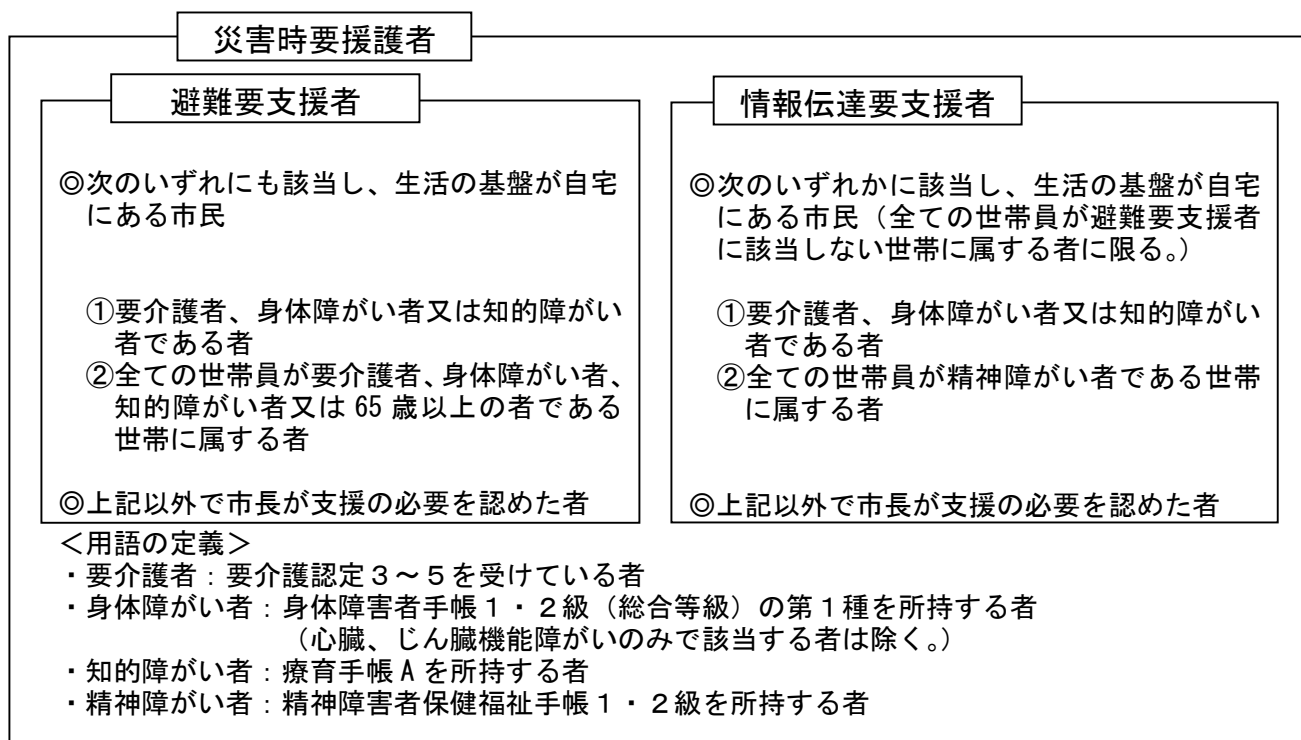 災害時要援護者
避難要支援者
◎次のいずれにも該当し、生活の基盤が自宅
にある市民
①要介護者、身体障がい者又は知的障がい
者である者
②全ての世帯員が要介護者、身体障がい者、
知的障がい者又は 65 歳以上の者である
世帯に属する者
◎上記以外で市長が支援の必要を認めた者
情報伝達要支援者
◎次のいずれかに該当し、生活の基盤が自宅
にある市民（全ての世帯員が避難要支援者
に該当しない世帯に属する者に限る。）
①要介護者、身体障がい者又は知的障がい
者である者
②全ての世帯員が精神障がい者である世帯
に属する者
◎上記以外で市長が支援の必要を認めた者
＜用語の定義＞
・要介護者：要介護認定３～５を受けている者
・身体障がい者：身体障害者手帳１・２級（総合等級）の第１種を所持する者
（心臓、じん臓機能障がいのみで該当する者は除く。）
・知的障がい者：療育手帳 A を所持する者
・精神障がい者：精神障害者保健福祉手帳１・２級を所持する者